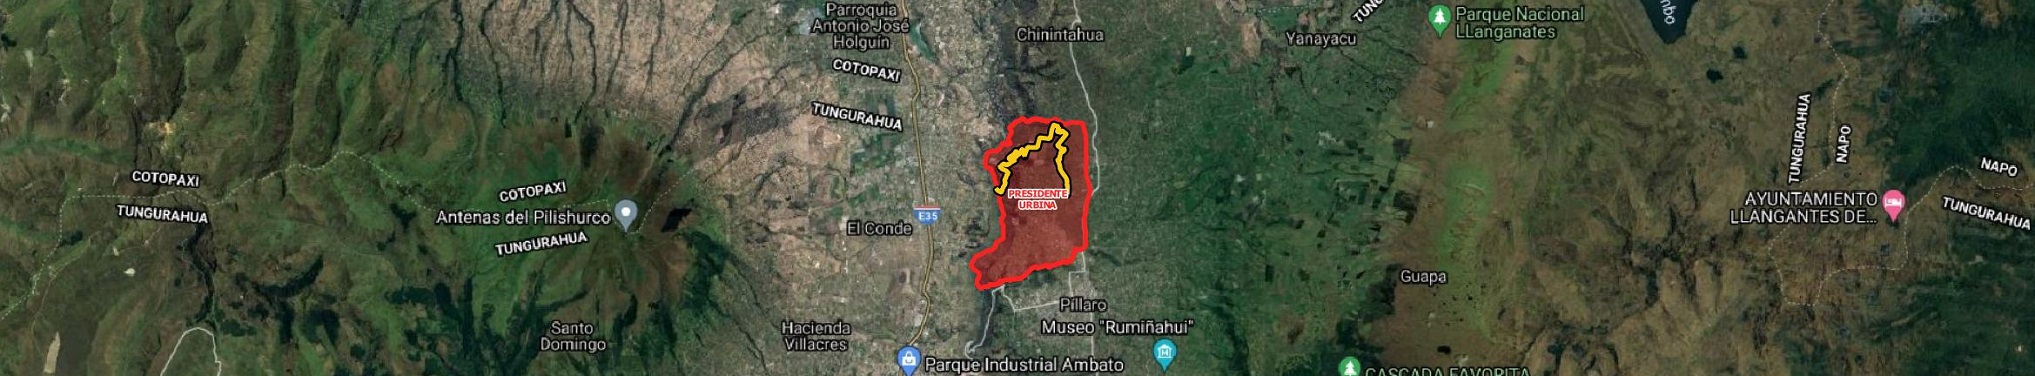 Parroquia
Antonio José
Holguín
Chinintahua
Yanayacu
Parque Nacional
LLanganates
COTOPAXI
TUNGURAHUA
TUNGURAHUA
NAPO
NAPO
COTOPAXI
TUNGURAHUA
COTOPAXI
Antenas del Pilishurco
TUNGURAHUA
PRESIDENTE
URBINA
E35
El Conde
AYUNTAMIENTO
LLANGANTES DE...
TUNGURAHUA
Guapa
Píllaro
Museo "Rumiñahui"
Santo
Domingo
Hacienda
Villacres
Parque Industrial Ambato
CASCADA FAVORITA